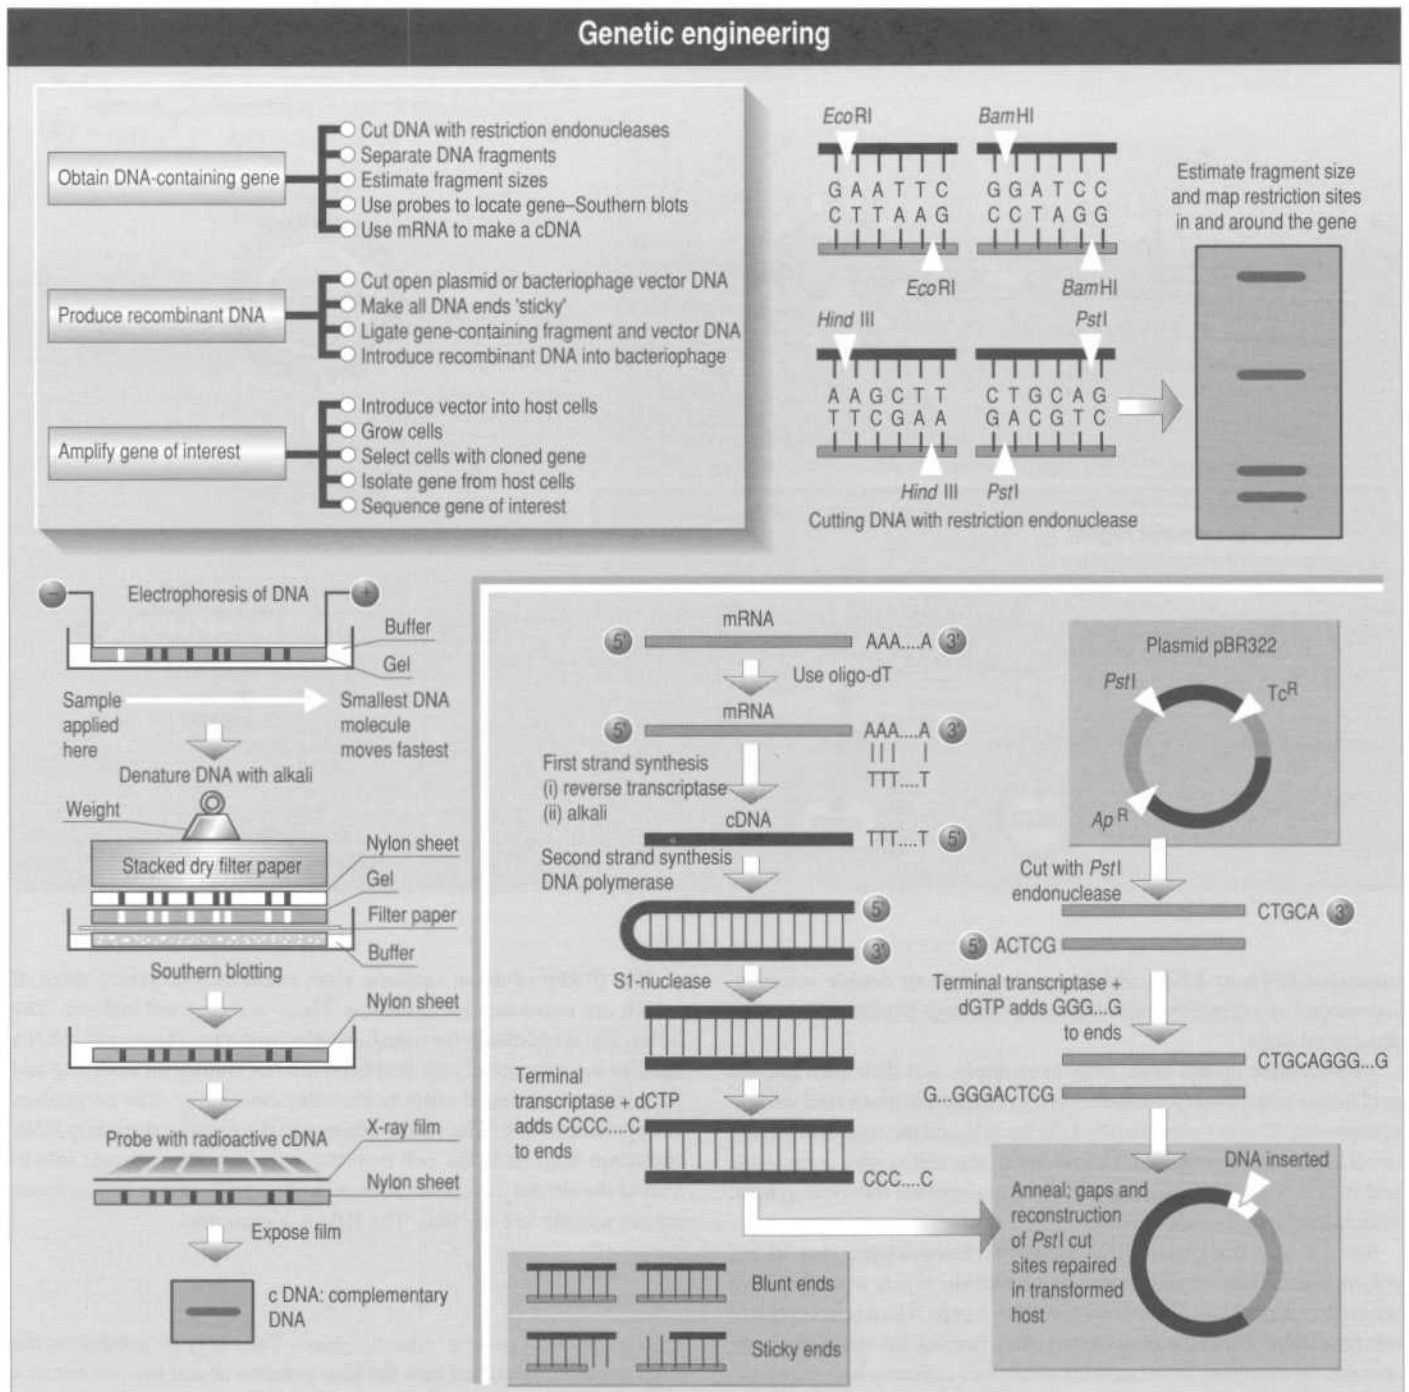 Genetic engineering
Obtain DNA-containing gene
Cut DNA with restriction endonucleases
Separate DNA fragments
Estimate fragment sizes
Use probes to locate gene–Southern blots
Use mRNA to make a cDNA
Produce recombinant DNA
Cut open plasmid or bacteriophage vector DNA
Make all DNA ends 'sticky'
Ligate gene-containing fragment and vector DNA
Introduce recombinant DNA into bacteriophage
Amplify gene of interest
Introduce vector into host cells
Grow cells
Select cells with cloned gene
Isolate gene from host cells
Sequence gene of interest
EcoRI
G A A T T C
C T T A A G
EcoRI
BamHI
G G A T C C
C C T A G G
BamHI
Hind III
A A G C T T
T T C G A A
Hind III
PstI
C T G C A G
G A C G T C
PstI
Cutting DNA with restriction endonuclease
Estimate fragment size
and map restriction sites
in and around the gene
− Electrophoresis of DNA +
Buffer
Gel
Sample
applied
here
Smallest DNA
molecule
moves fastest
Denature DNA with alkali
Weight
Stacked dry filter paper
Nylon sheet
Gel
Filter paper
Buffer
Southern blotting
Nylon sheet
Probe with radioactive cDNA
X-ray film
Nylon sheet
Expose film
c DNA: complementary
DNA
mRNA
5' AAA....A 3'
Use oligo-dT
mRNA
5' AAA....A 3'
TTT....T
First strand synthesis
(i) reverse transcriptase
(ii) alkali
cDNA
TTT....T 5'
Second strand synthesis
DNA polymerase
5'
3'
S1-nuclease
Terminal
transcriptase + dCTP
adds CCCC....C
to ends
CCC....C
Blunt ends
Sticky ends
Plasmid pBR322
PstI
TcR
Ap R
Cut with PstI
endonuclease
CTGCA 3'
5' ACTCG
Terminal transcriptase +
dGTP adds GGG...G
to ends
CTGCAGGG...G
G...GGGACTCG
DNA inserted
Anneal; gaps and
reconstruction
of PstI cut
sites repaired
in transformed
host